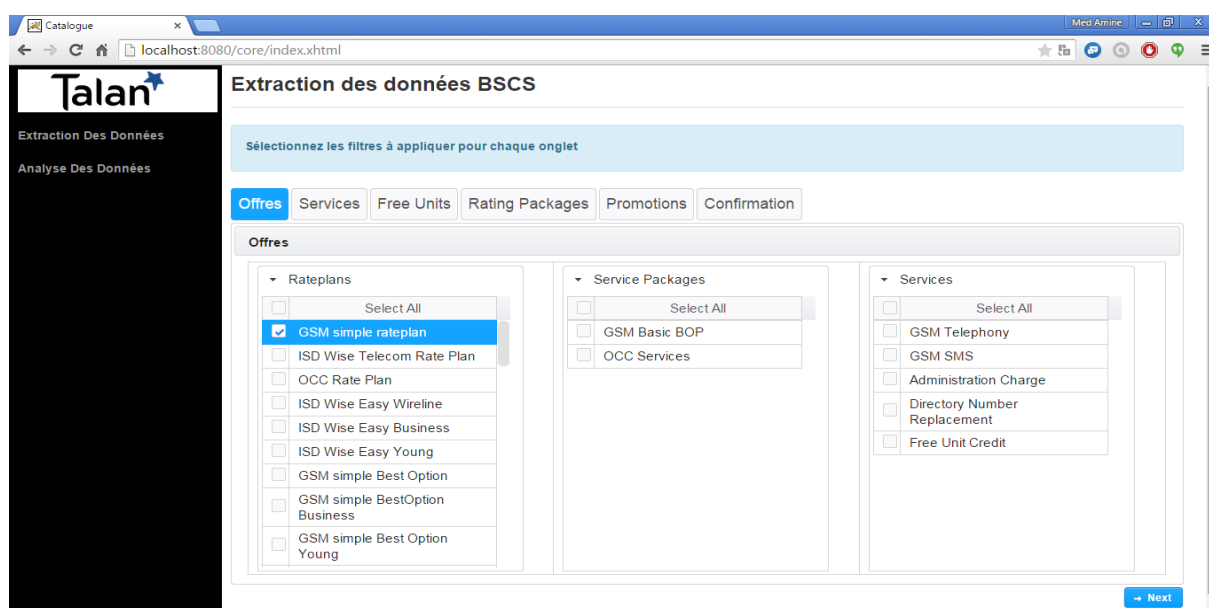 Catalogue
Med Amine
localhost:8080/core/index.xhtml
Talan
Extraction Des Données
Analyse Des Données
Extraction des données BSCS
Sélectionnez les filtres à appliquer pour chaque onglet
Offres Services Free Units Rating Packages Promotions Confirmation
Offres
Rateplans
Select All
GSM simple rateplan
ISD Wise Telecom Rate Plan
OCC Rate Plan
ISD Wise Easy Wireline
ISD Wise Easy Business
ISD Wise Easy Young
GSM simple Best Option
GSM simple BestOption
Business
GSM simple Best Option
Young
Service Packages
Select All
GSM Basic BOP
OCC Services
Services
Select All
GSM Telephony
GSM SMS
Administration Charge
Directory Number
Replacement
Free Unit Credit
Next